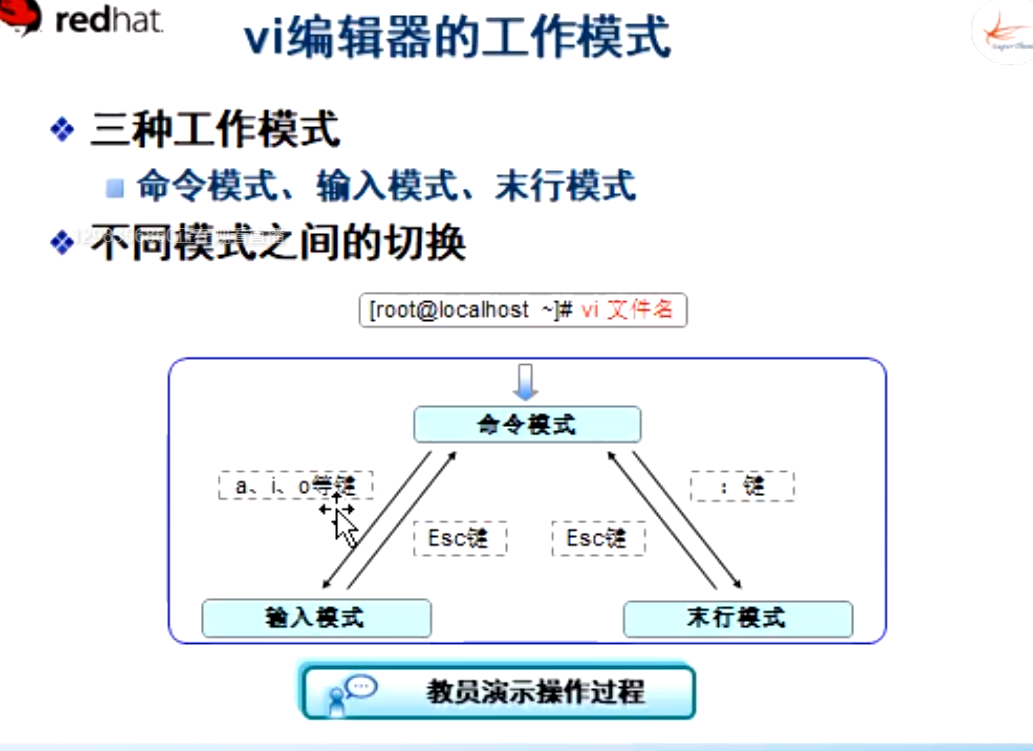 redhat.
vi编辑器的工作模式
三种工作模式
命令模式、输入模式、末行模式
不同模式之间的切换
[root@localhost ~]# vi 文件名
命令模式
a、i、o等键
：键
Esc键
Esc键
输入模式
末行模式
教员演示操作过程